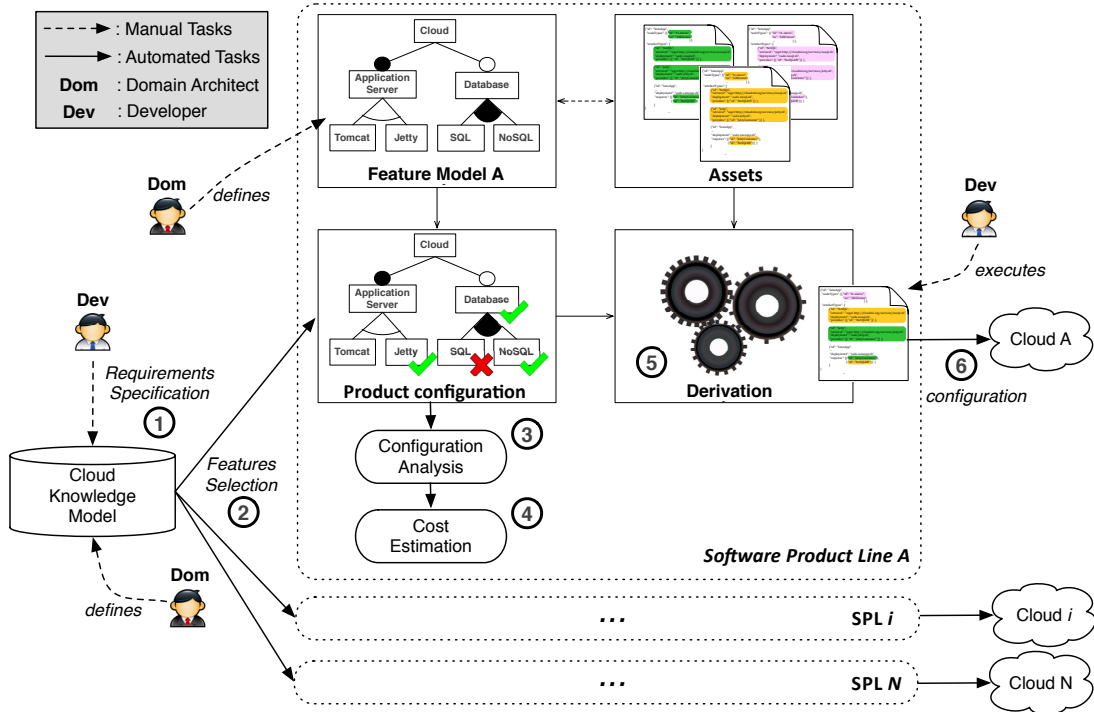 : Manual Tasks
: Automated Tasks
Dom : Domain Architect
Dev : Developer
Cloud
Application
Server
Database
Tomcat
Jetty
SQL
NoSQL
Feature Model A
Assets
Dom
defines
Dev
executes
Cloud
Application
Server
Database
Tomcat
Jetty
SQL
NoSQL
Product configuration
5
Derivation
6
configuration
Cloud A
Dev
Requirements
Specification
1
Features
Selection
2
Cloud
Knowledge
Model
3
Configuration
Analysis
4
Cost
Estimation
Software Product Line A
Dom
defines
...
SPL i
Cloud i
...
SPL N
Cloud N